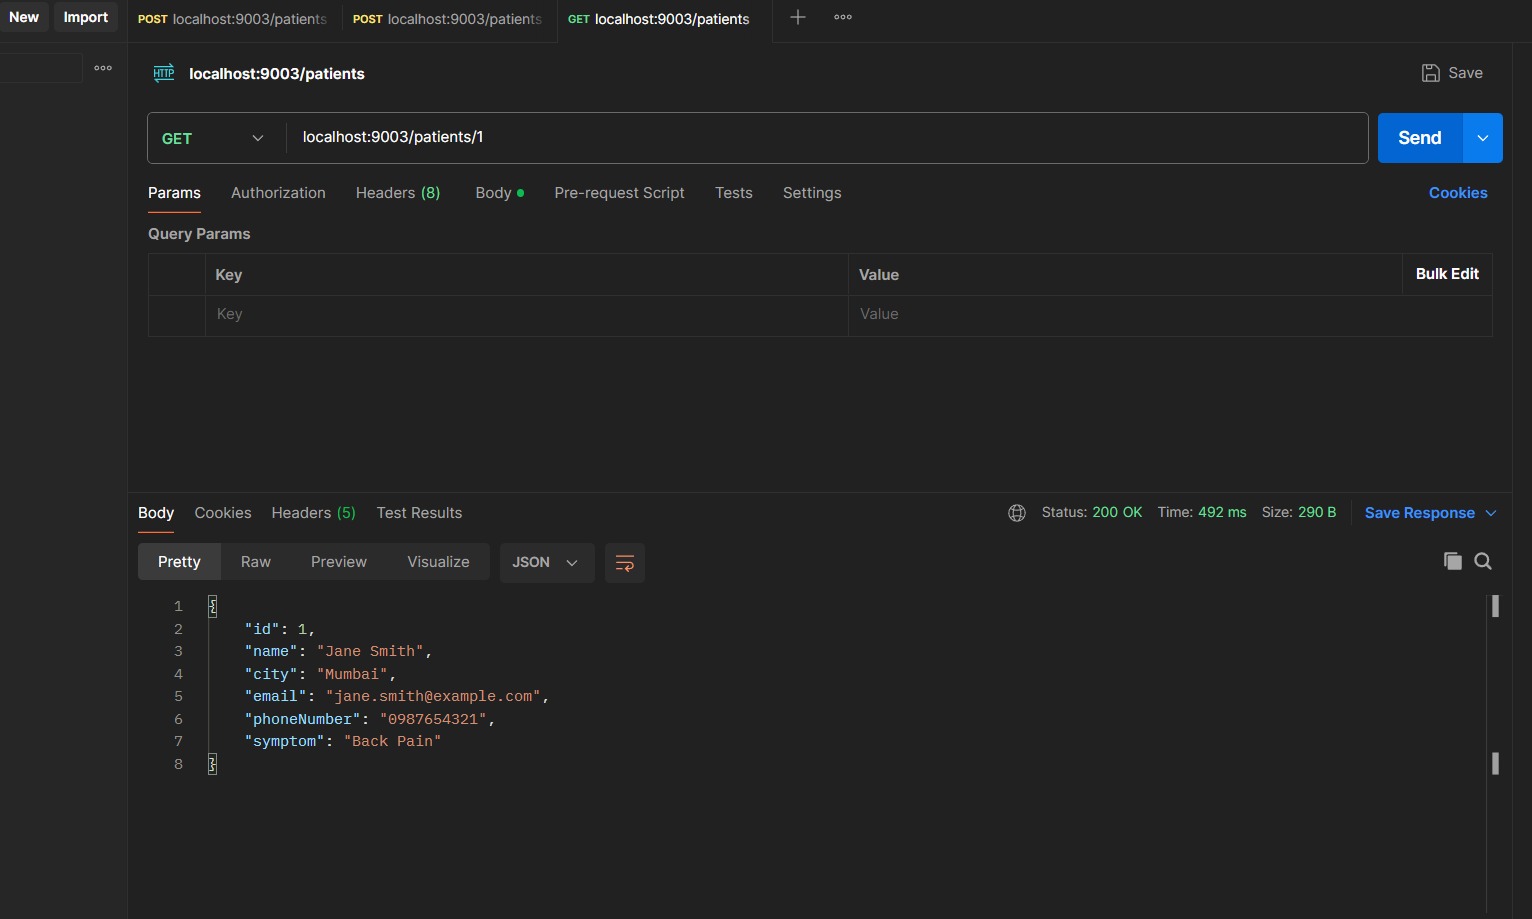 New Import POST localhost:9003/patients POST localhost:9003/patients GET localhost:9003/patients
HTTP localhost:9003/patients Save
GET localhost:9003/patients/1 Send
Params Authorization Headers (8) Body Pre-request Script Tests Settings Cookies
Query Params
Key Value Bulk Edit
Key Value
Body Cookies Headers (5) Test Results Status: 200 OK Time: 492 ms Size: 290 B Save Response
Pretty Raw Preview Visualize JSON
1 {
2 "id": 1,
3 "name": "Jane Smith",
4 "city": "Mumbai",
5 "email": "jane.smith@example.com",
6 "phoneNumber": "0987654321",
7 "symptom": "Back Pain"
8 }